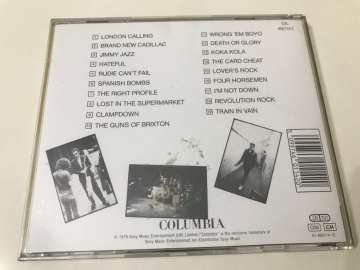 1 LONDON CALLING
2 BRAND NEW CADILLAC
3 JIMMY JAZZ
4 HATEFUL
5 RUDIE CAN'T FAIL
6 SPANISH BOMBS
7 THE RIGHT PROFILE
8 LOST IN THE SUPERMARKET
9 CLAMPDOWN
10 THE GUNS OF BRIXTON
11 WRONG 'EM BOYO
12 DEATH OR GLORY
13 KOKA KOLA
14 THE CARD CHEAT
15 LOVER'S ROCK
16 FOUR HORSEMEN
17 I'M NOT DOWN
18 REVOLUTION ROCK
19 TRAIN IN VAIN
COLUMBIA